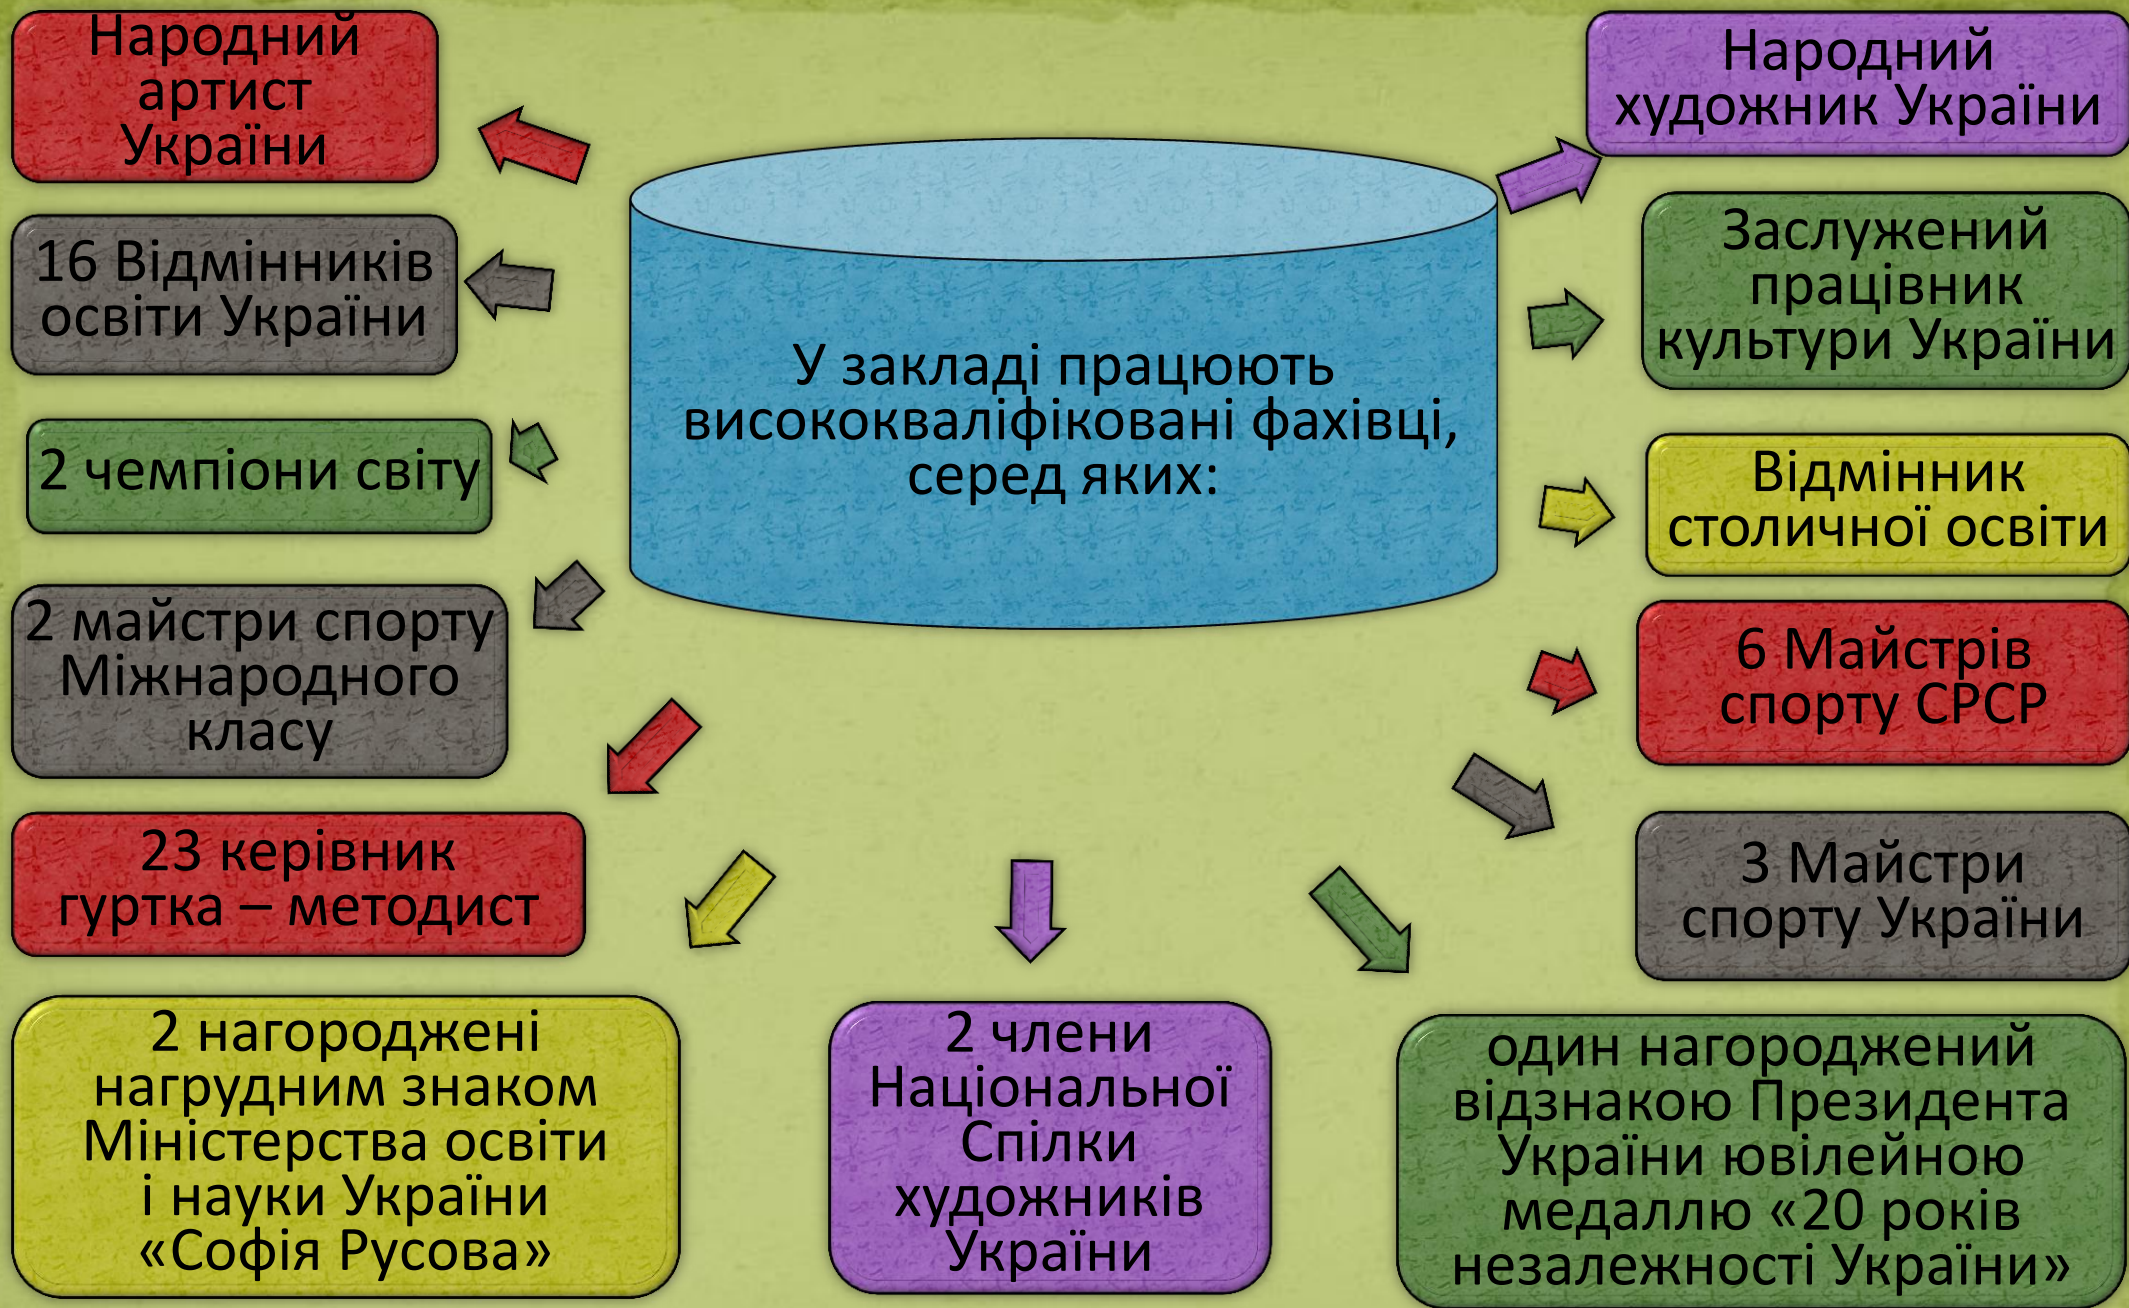 Народний
артист
України
16 Відмінників
освіти України
2 чемпіони світу
2 майстри спорту
Міжнародного
класу
23 керівник
гуртка – методист
2 нагороджені
нагрудним знаком
Міністерства освіти
і науки України
«Софія Русова»
У закладі працюють
висококваліфіковані фахівці,
серед яких:
2 члени
Національної
Спілки
художників
України
Народний
художник України
Заслужений
працівник
культури України
Відмінник
столичної освіти
6 Майстрів
спорту СРСР
3 Майстри
спорту України
один нагороджений
відзнакою Президента
України ювілейною
медаллю «20 років
незалежності України»